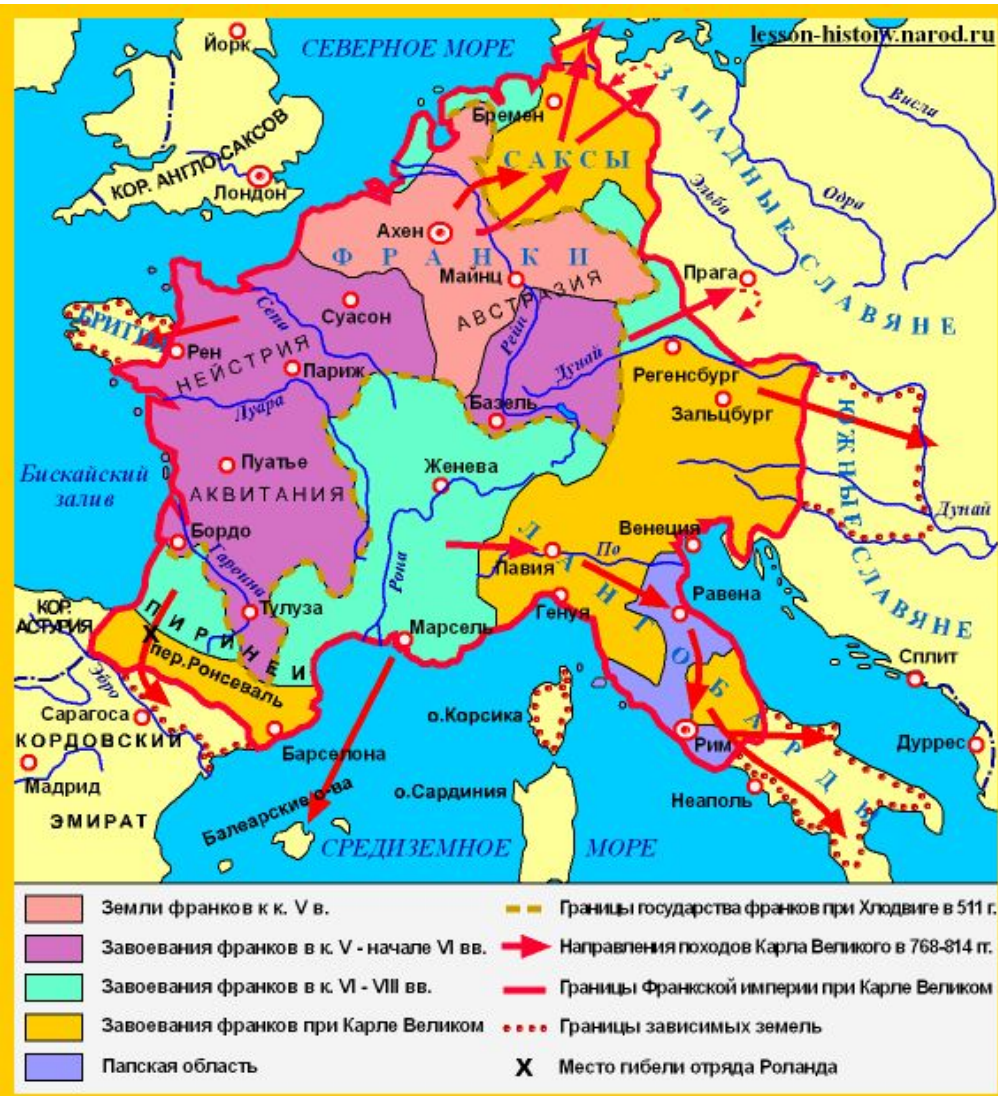 lesson-history.narod.ru
Йорк
СЕВЕРНОЕ МОРЕ
Бремен
Висла
ЗАПАДНЫЕ СЛАВЯНЕ
САКСЫ
КОР. АНГЛО-САКСОВ
Лондон
Эльба
Одра
Ахен
ФРАНКИ
Майнц
Прага
АВСТРАЗИЯ
Суасон
Сена
Рейн
БРИТТЫ
Рен
НЕЙСТРИЯ
Париж
Дунай
Регенсбург
Луара
Базель
Зальцбург
ЮЖНЫЕ СЛАВЯНЕ
Бискайский
залив
Пуатье
Женева
АКВИТАНИЯ
Дунай
Бордо
Венеция
Гаронна
Рона
ЛАНГОБАРДЫ
По
Павия
Равена
КОР.
АСТУРИЯ
Тулуза
Генуя
ПИРИНЕИ
Марсель
пер.Ронсеваль
Сплит
Эйро
Сарагоса
о.Корсика
КОРДОВСКИЙ
Барселона
Рим
Дуррес
Мадрид
о.Сардиния
Неаполь
Балеарские о-ва
ЭМИРАТ
СРЕДИЗЕМНОЕ МОРЕ
Земли франков к к. V в.
Завоевания франков в к. V - начале VI вв.
Завоевания франков в к. VI - VIII вв.
Завоевания франков при Карле Великом
Папская область
Границы государства франков при Хлодвиге в 511 г.
Направления походов Карла Великого в 768-814 гг.
Границы Франкской империи при Карле Великом
Границы зависимых земель
X Место гибели отряда Роланда